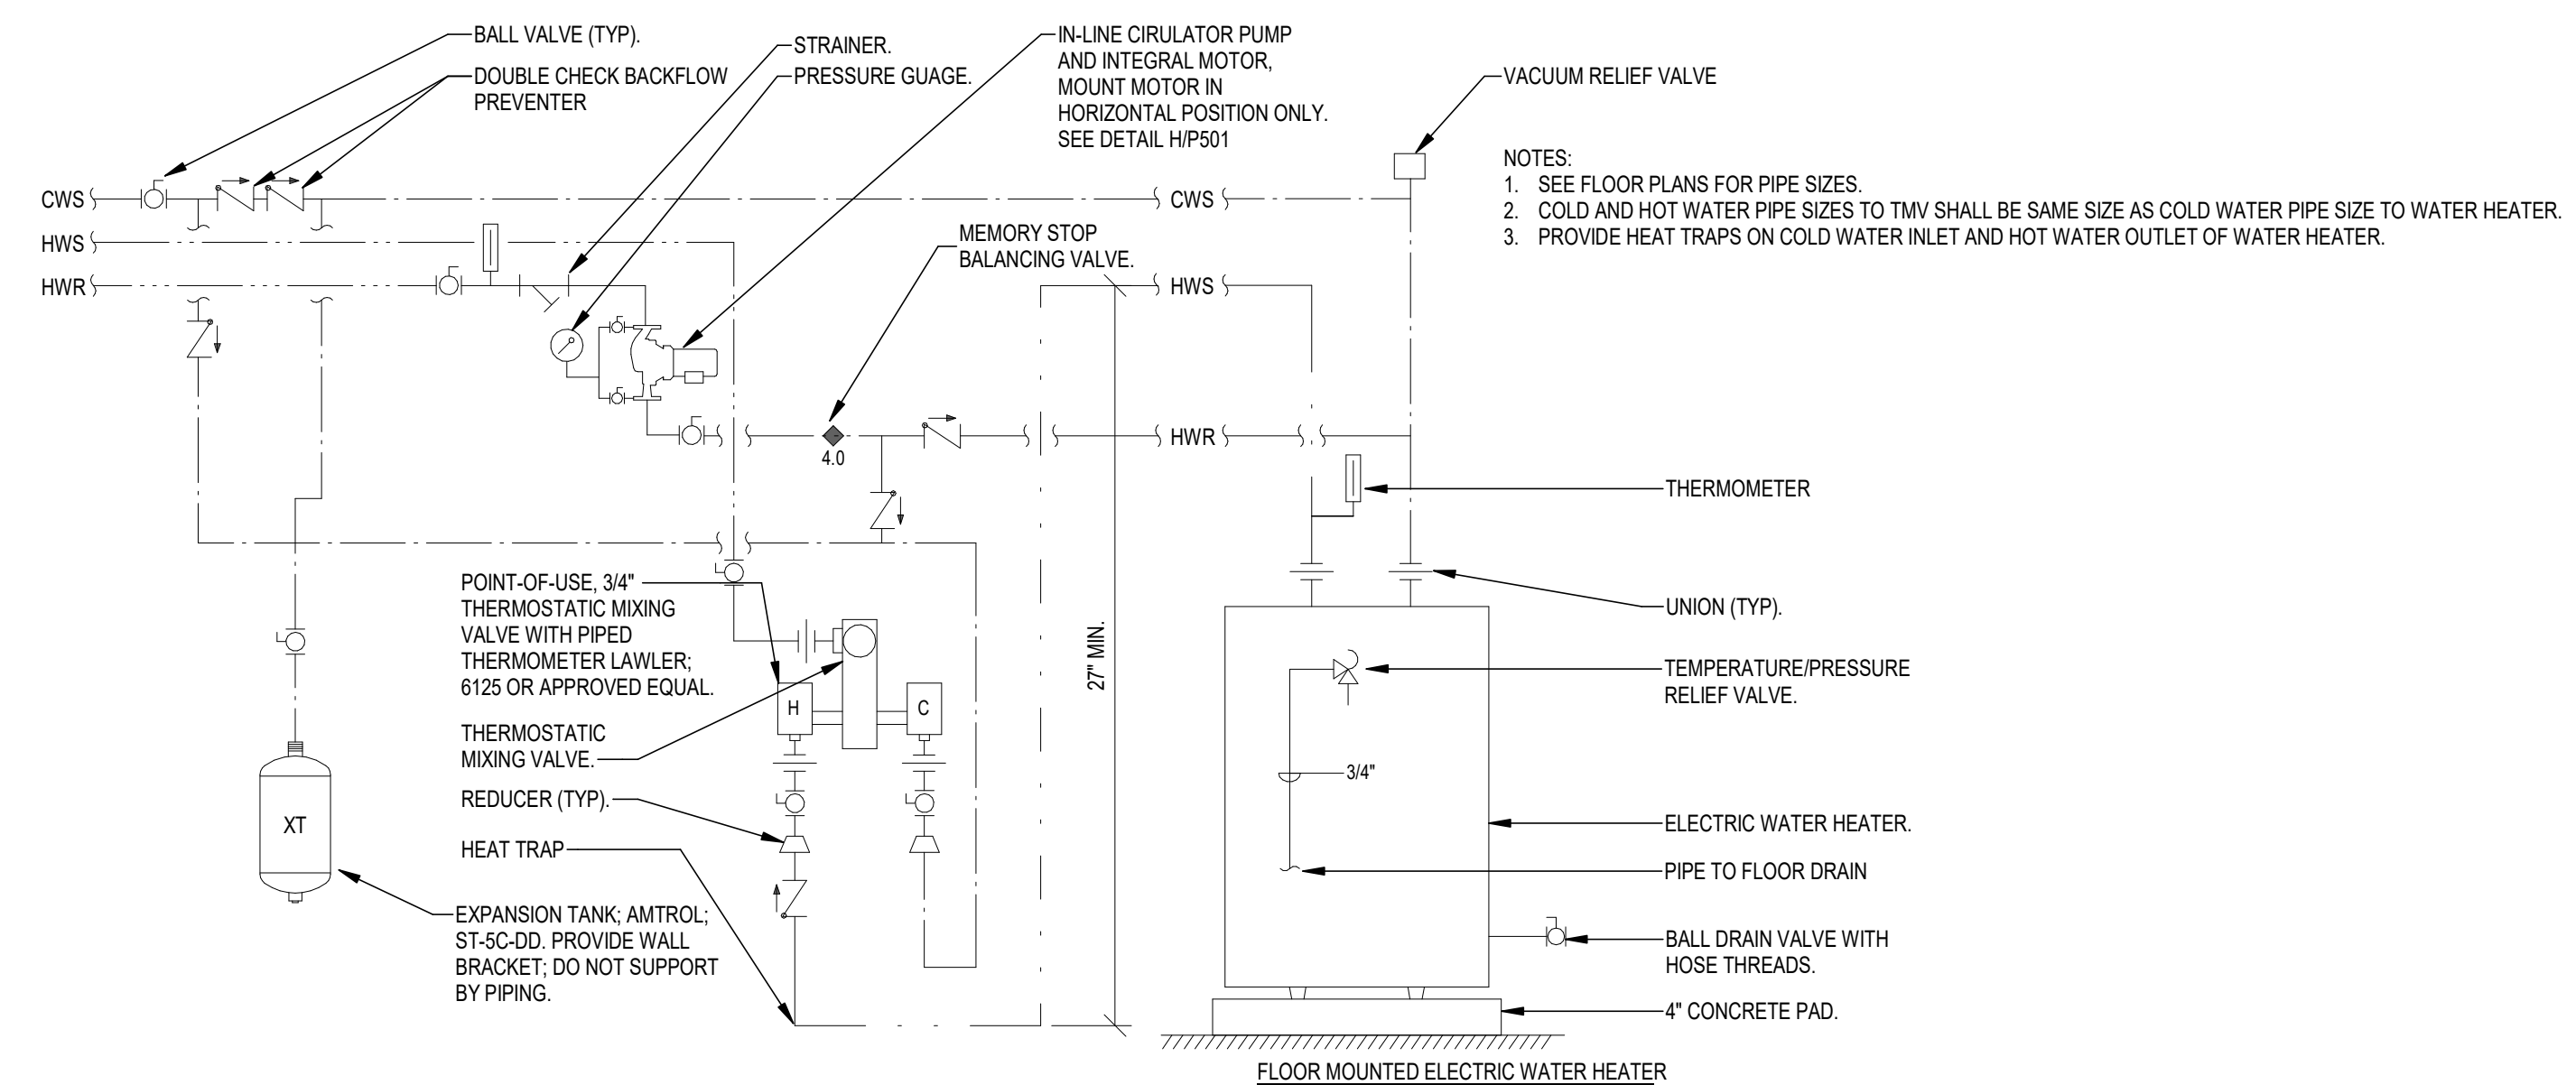 BALL VALVE (TYP).
DOUBLE CHECK BACKFLOW
PREVENTER
STRAINER.
PRESSURE GUAGE.
IN-LINE CIRULATOR PUMP
AND INTEGRAL MOTOR,
MOUNT MOTOR IN
HORIZONTAL POSITION ONLY.
SEE DETAIL H/P501
VACUUM RELIEF VALVE
NOTES:
1. SEE FLOOR PLANS FOR PIPE SIZES.
2. COLD AND HOT WATER PIPE SIZES TO TMV SHALL BE SAME SIZE AS COLD WATER PIPE SIZE TO WATER HEATER.
3. PROVIDE HEAT TRAPS ON COLD WATER INLET AND HOT WATER OUTLET OF WATER HEATER.
CWS
CWS
HWS
HWR
MEMORY STOP
BALANCING VALVE.
HWS
HWR
4.0
THERMOMETER
UNION (TYP).
TEMPERATURE/PRESSURE
RELIEF VALVE.
3/4"
ELECTRIC WATER HEATER.
PIPE TO FLOOR DRAIN
BALL DRAIN VALVE WITH
HOSE THREADS.
4" CONCRETE PAD.
POINT-OF-USE, 3/4"
THERMOSTATIC MIXING
VALVE WITH PIPED
THERMOMETER LAWLER;
6125 OR APPROVED EQUAL.
THERMOSTATIC
MIXING VALVE.
REDUCER (TYP).
HEAT TRAP
H
C
27" MIN.
XT
EXPANSION TANK; AMTROL;
ST-5C-DD. PROVIDE WALL
BRACKET; DO NOT SUPPORT
BY PIPING.
FLOOR MOUNTED ELECTRIC WATER HEATER